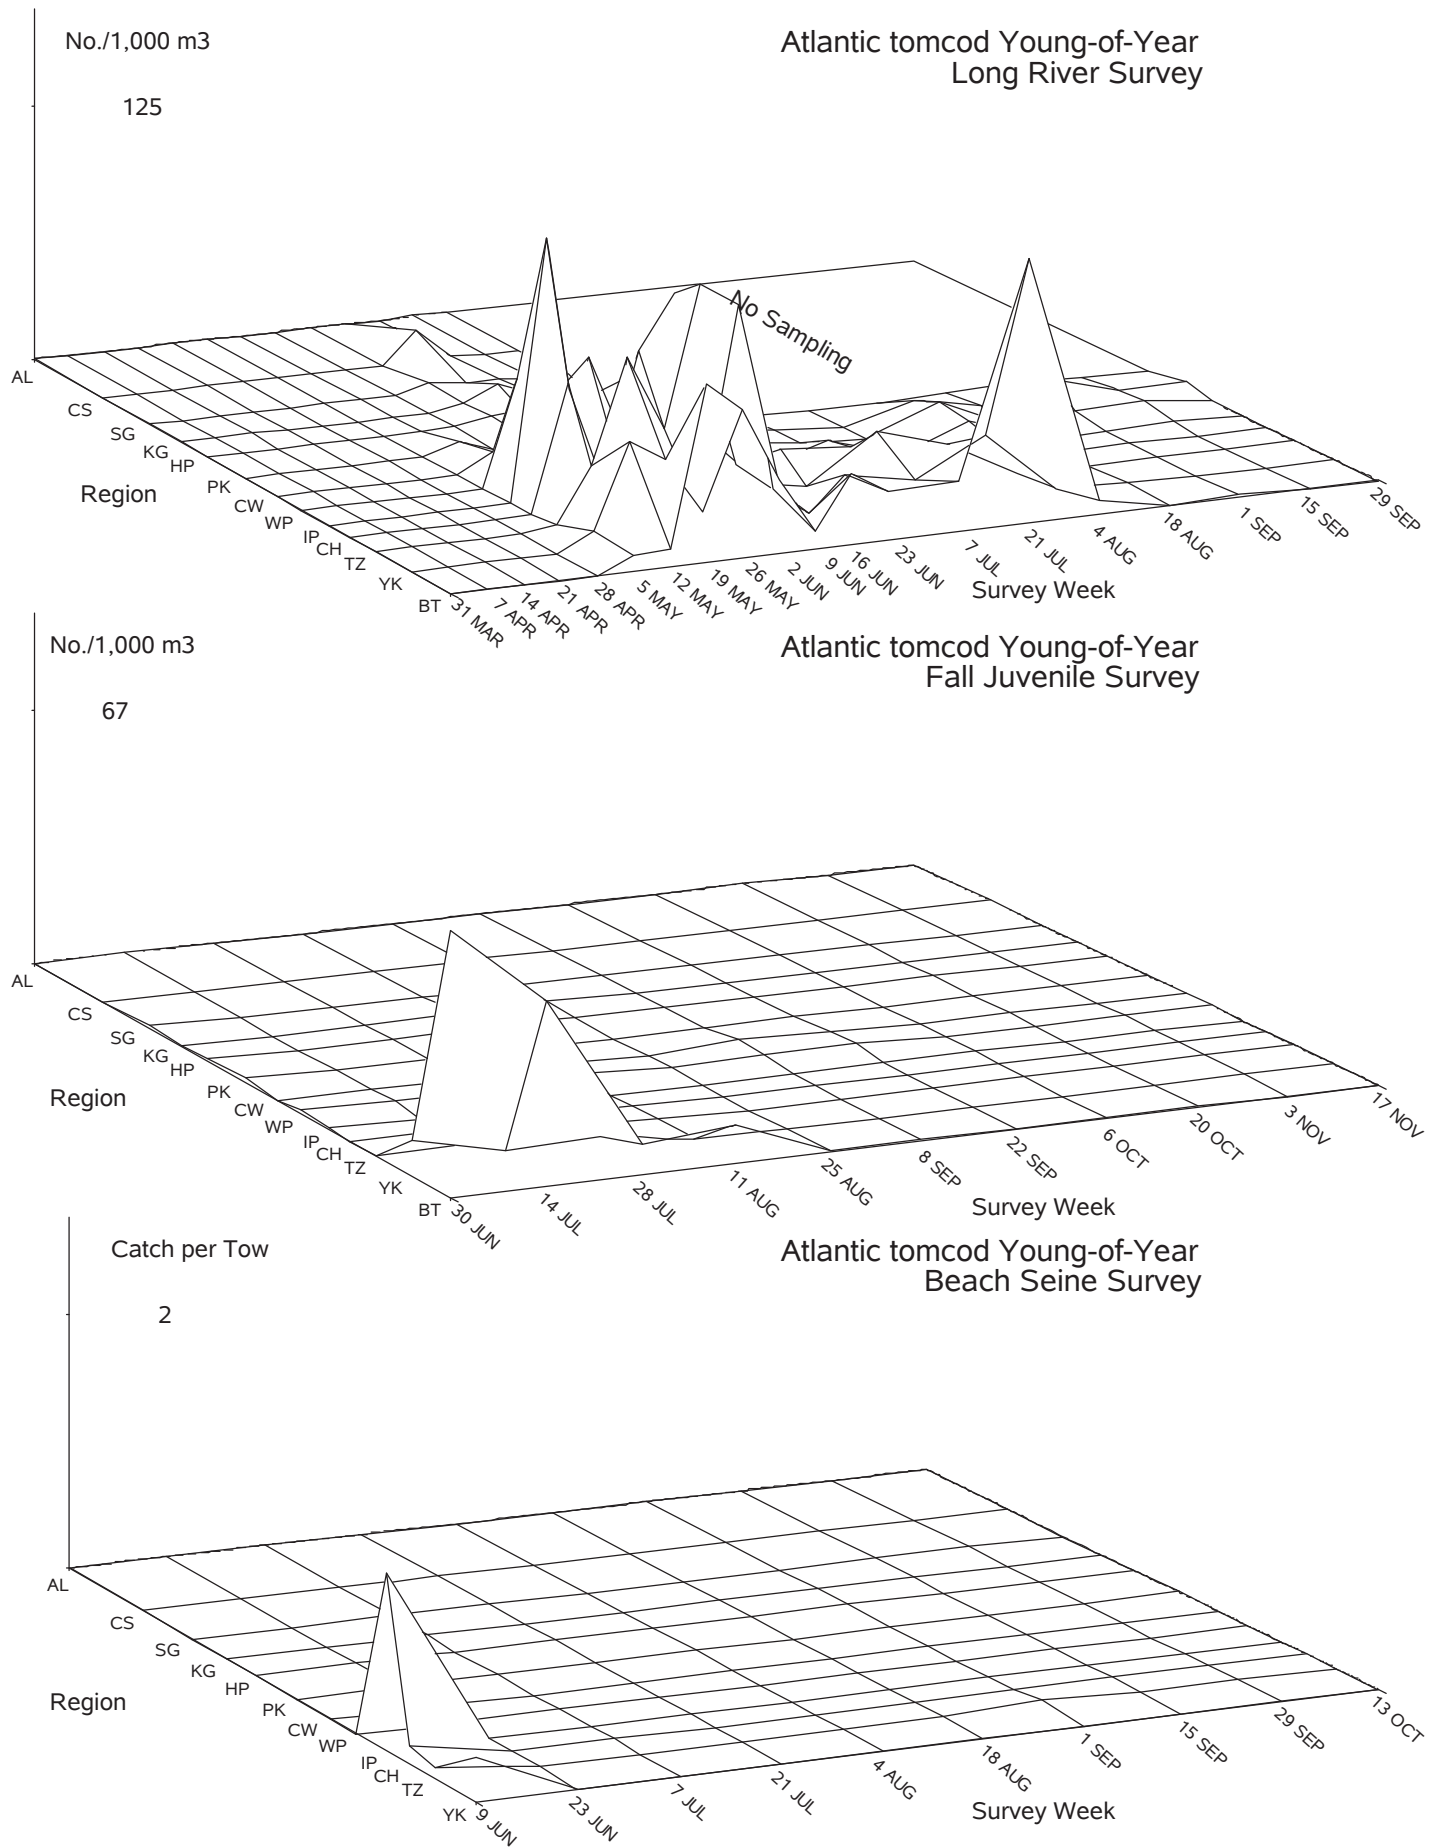 No./1,000 m3
Atlantic tomcod Young-of-Year
Long River Survey
125
No Sampling
AL
CS
SG
KG
HP
PK
CW
WP
IP
CH
TZ
YK
BT
Region
31 MAR
7 APR
14 APR
21 APR
28 APR
5 MAY
12 MAY
19 MAY
26 MAY
2 JUN
9 JUN
16 JUN
23 JUN
7 JUL
21 JUL
4 AUG
18 AUG
1 SEP
15 SEP
29 SEP
Survey Week
No./1,000 m3
Atlantic tomcod Young-of-Year
Fall Juvenile Survey
67
AL
CS
SG
KG
HP
PK
CW
WP
IP
CH
TZ
YK
BT
Region
30 JUN
14 JUL
28 JUL
11 AUG
25 AUG
8 SEP
22 SEP
6 OCT
20 OCT
3 NOV
17 NOV
Survey Week
Catch per Tow
Atlantic tomcod Young-of-Year
Beach Seine Survey
2
AL
CS
SG
KG
HP
PK
CW
WP
IP
CH
TZ
YK
Region
9 JUN
23 JUN
7 JUL
21 JUL
4 AUG
18 AUG
1 SEP
15 SEP
29 SEP
13 OCT
Survey Week